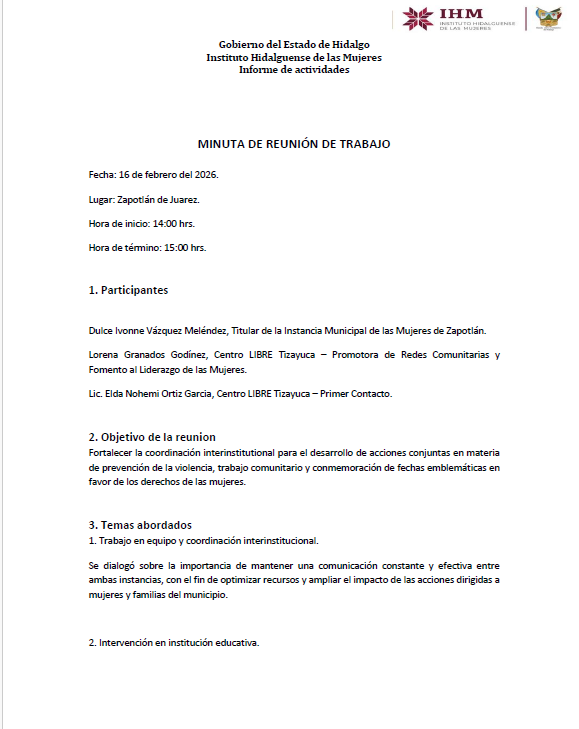 IHM
INSTITUTO HIDALGUENSE
DE LAS MUJERES
Gobierno del Estado de Hidalgo
Instituto Hidalguense de las Mujeres
Informe de actividades
MINUTA DE REUNIÓN DE TRABAJO
Fecha: 16 de febrero del 2026.
Lugar: Zapotlán de Juarez.
Hora de inicio: 14:00 hrs.
Hora de término: 15:00 hrs.
1. Participantes
Dulce Ivonne Vázquez Meléndez, Titular de la Instancia Municipal de las Mujeres de Zapotlán.
Lorena Granados Godínez, Centro LIBRE Tizayuca – Promotora de Redes Comunitarias y
Fomento al Liderazgo de las Mujeres.
Lic. Elda Nohemi Ortiz Garcia, Centro LIBRE Tizayuca – Primer Contacto.
2. Objetivo de la reunion
Fortalecer la coordinación interinstitucional para el desarrollo de acciones conjuntas en materia
de prevención de la violencia, trabajo comunitario y conmemoración de fechas emblemáticas en
favor de los derechos de las mujeres.
3. Temas abordados
1. Trabajo en equipo y coordinación interinstitucional.
Se dialogó sobre la importancia de mantener una comunicación constante y efectiva entre
ambas instancias, con el fin de optimizar recursos y ampliar el impacto de las acciones dirigidas a
mujeres y familias del municipio.
2. Intervención en institución educativa.